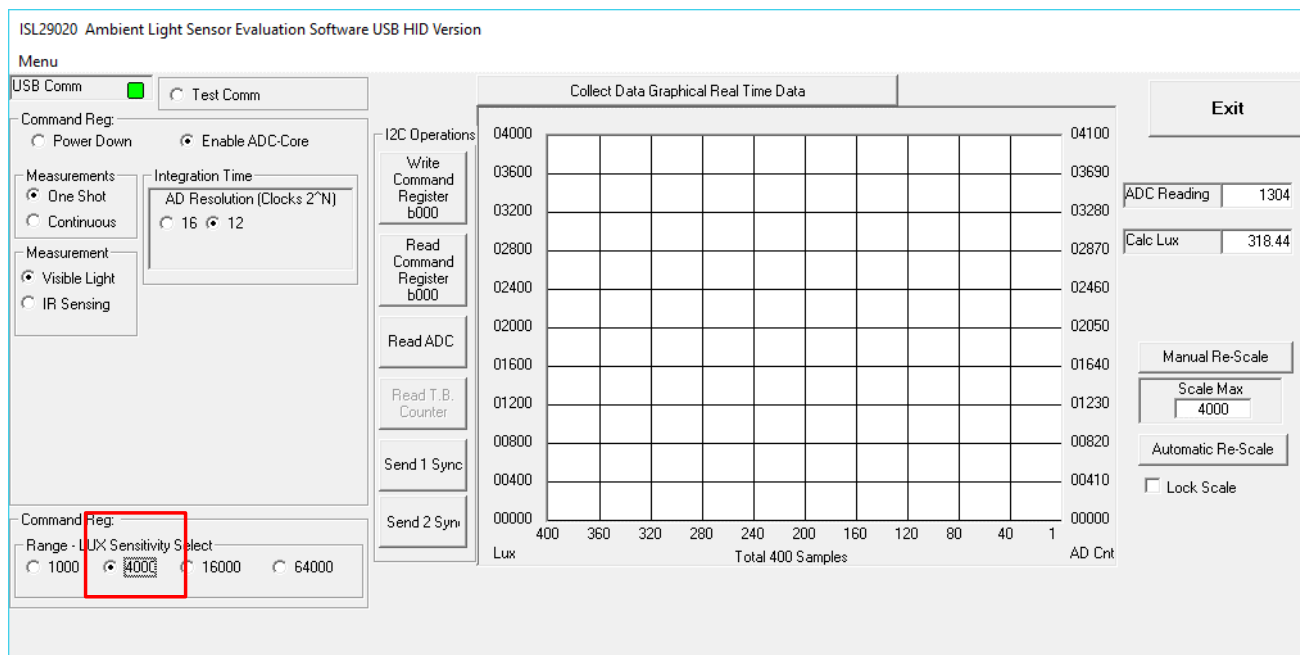 ISL29020 Ambient Light Sensor Evaluation Software USB HID Version
Menu
USB Comm
Test Comm
Command Reg:
Power Down
Enable ADC-Core
Measurements
One Shot
Continuous
Integration Time
AD Resolution (Clocks 2^N)
16
12
Measurement
Visible Light
IR Sensing
Command Reg:
Range - LUX Sensitivity Select
1000
4000
16000
64000
I2C Operations
Write
Command
Register
b000
Read
Command
Register
b000
Read ADC
Read T.B.
Counter
Send 1 Sync
Send 2 Syn
Collect Data Graphical Real Time Data
04000
03600
03200
02800
02400
02000
01600
01200
00800
00400
00000
Lux
400 360 320 280 240 200 160 120 80 40 1
Total 400 Samples
04100
03690
03280
02870
02460
02050
01640
01230
00820
00410
00000
AD Cnt
Exit
ADC Reading 1304
Calc Lux 318.44
Manual Re-Scale
Scale Max
4000
Automatic Re-Scale
Lock Scale